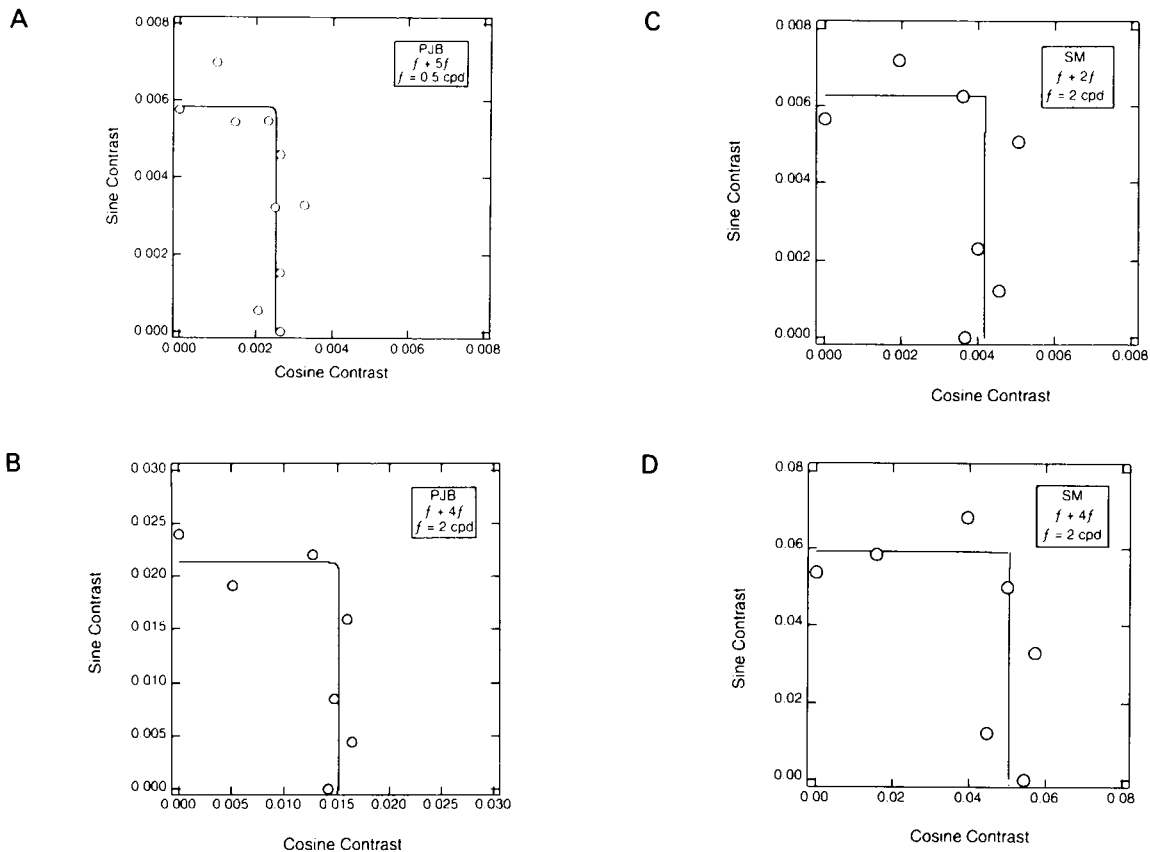 A
0 008
0 006
0 004
0 002
0 000
Sine Contrast
PJB
f + 5f
f = 0 5 cpd
0.000 0.002 0 004 0 006 0 008
Cosine Contrast
C
0 008
0 006
0 004
0 002
0 000
Sine Contrast
SM
f + 2f
f = 2 cpd
0.000 0.002 0 004 0.006 0.008
Cosine Contrast
B
0 030
0 025
0 020
0 015
0 010
0 005
0 000
Sine Contrast
PJB
f + 4f
f = 2 cpd
0 000 0.005 0 010 0 015 0 020 0 025 0 030
Cosine Contrast
D
0.08
0.06
0.04
0 02
0.00
Sine Contrast
SM
f + 4f
f = 2 cpd
0.00 0 02 0.04 0.06 0.08
Cosine Contrast